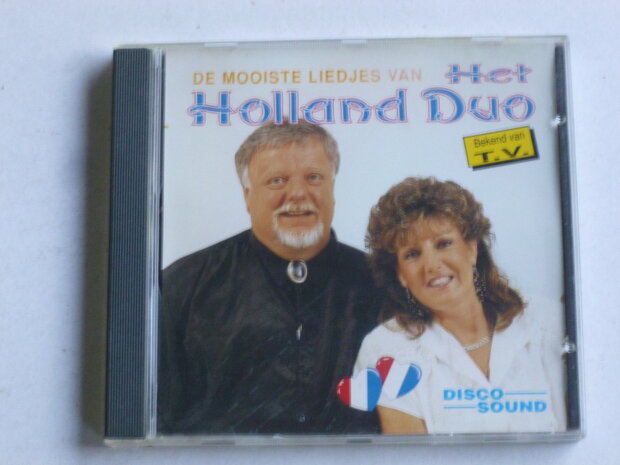 DE MOOISTE LIEDJES VAN Het
Holland Duo
Bekend van
T.V.
DISCO
SOUND